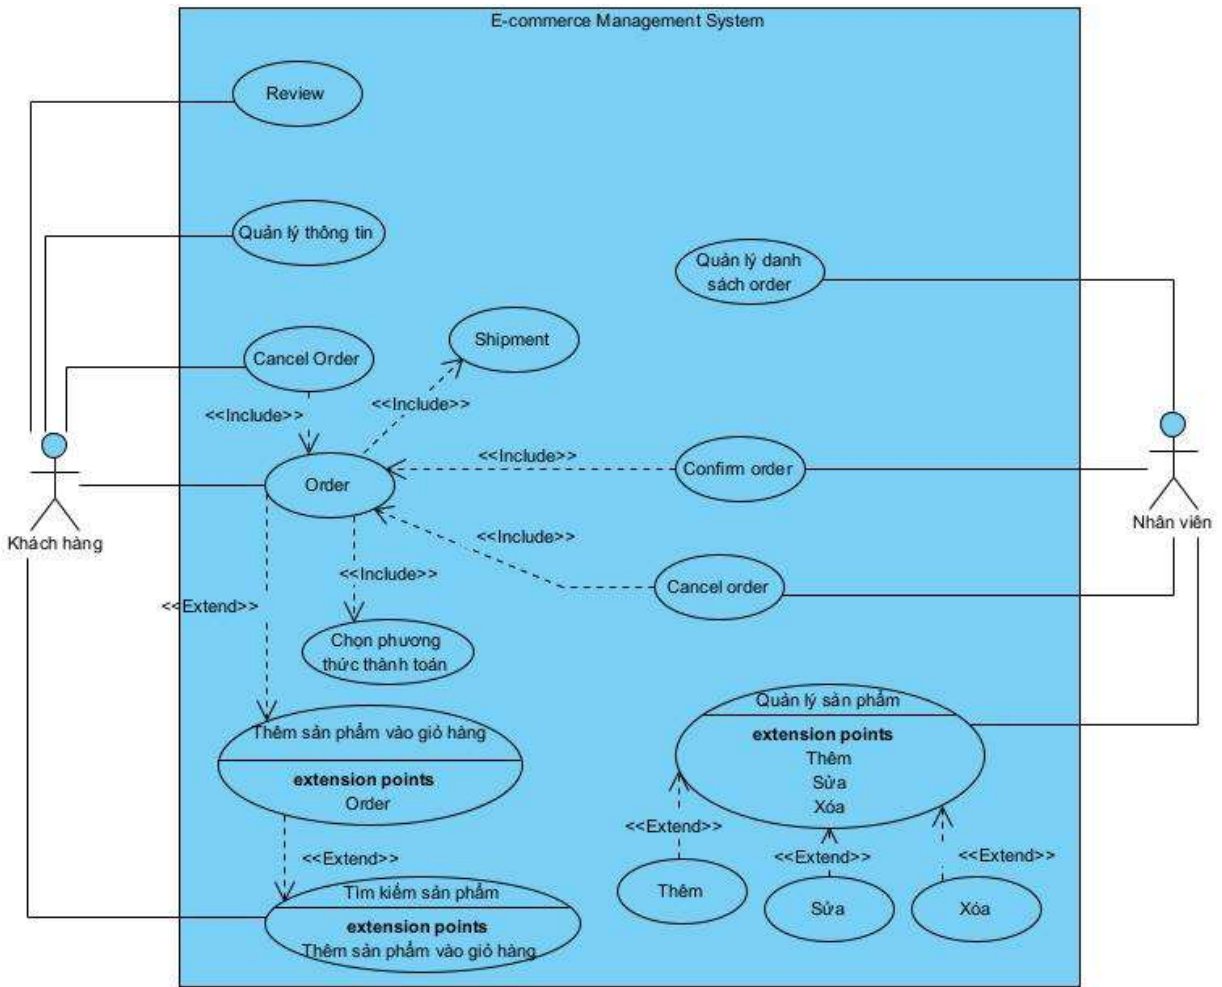 E-commerce Management System
Review
Quản lý thông tin
Quản lý danh
sách order
Shipment
Cancel Order
<<Include>>
<<Include>>
<<Include>>
Confirm order
Order
Khách hàng
Nhân viên
<<Include>>
<<Include>>
Cancel order
<<Extend>>
Chọn phương
thức thành toán
Quản lý sản phẩm
extension points
Thêm
Sửa
Xóa
Thêm sản phẩm vào giỏ hàng
extension points
Order
<<Extend>>
<<Extend>>
<<Extend>>
<<Extend>>
Thêm
Sửa
Xóa
Tìm kiếm sản phẩm
extension points
Thêm sản phẩm vào giỏ hàng